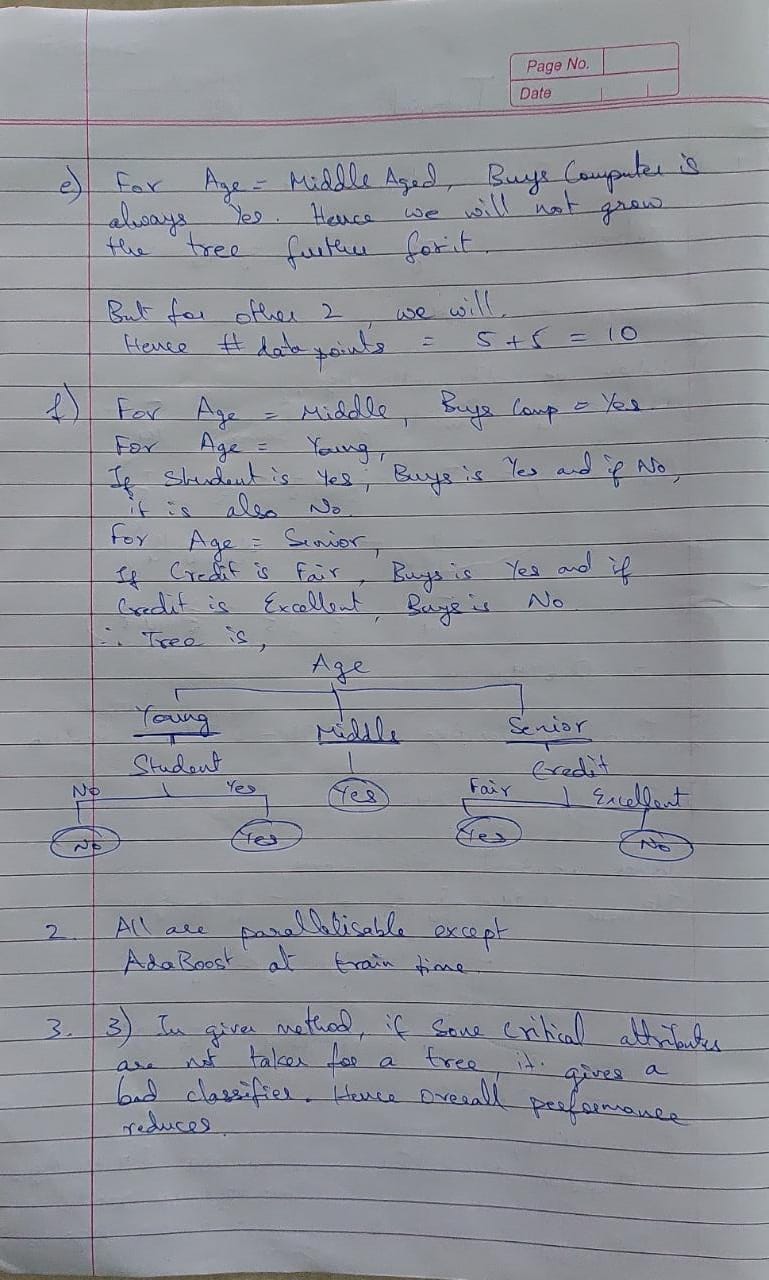 Page No.
Date
e) For Age = Middle Aged, Buys Computer is
always Yes. Hence we will not grow
the tree further for it.
But for other 2, we will.
Hence # data points = 5 + 5 = 10
f) For Age = Middle, Buys Comp = Yes
For Age = Young,
If Student is Yes, Buys is Yes and if No,
it is also No.
For Age = Senior,
If Credit is Fair, Buys is Yes and if
Credit is Excellent, Buys is No
∴ Tree is,
Age
Young Middle Senior
Student Credit
No Yes Yes Fair Excellent
No Yes Yes No
2. All are parallelisable except
AdaBoost at train time
3. 3) In given method, if some critical attributes
are not taken for a tree, it gives a
bad classifier. Hence overall performance
reduces.